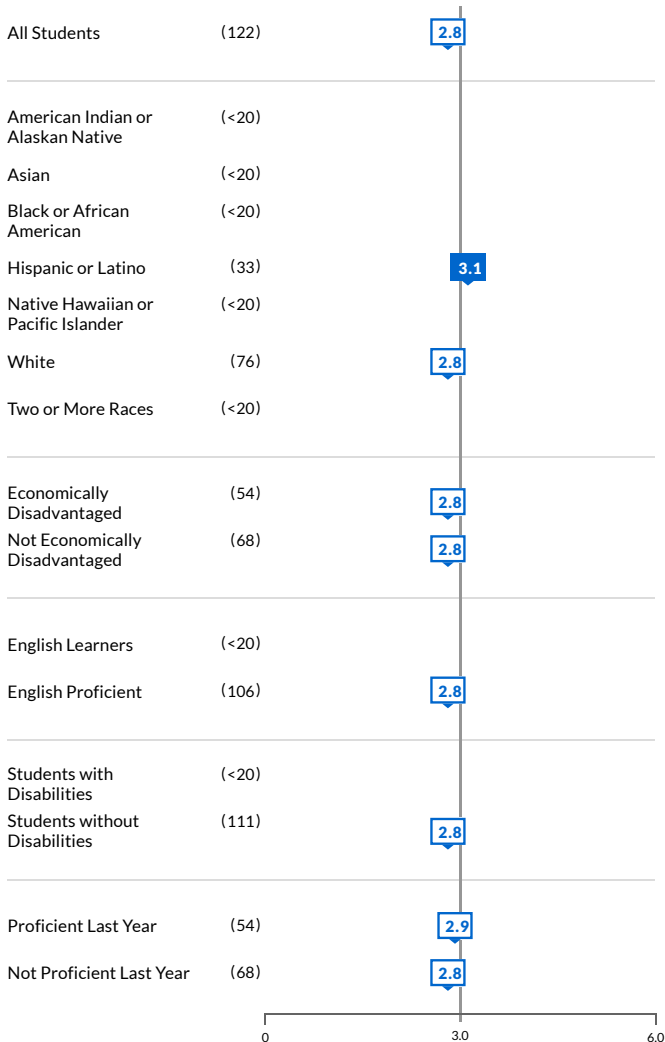 All Students (122) 2.8
American Indian or (<20)
Alaskan Native
Asian (<20)
Black or African (<20)
American
Hispanic or Latino (33) 3.1
Native Hawaiian or (<20)
Pacific Islander
White (76) 2.8
Two or More Races (<20)
Economically (54) 2.8
Disadvantaged
Not Economically (68) 2.8
Disadvantaged
English Learners (<20)
English Proficient (106) 2.8
Students with (<20)
Disabilities
Students without (111) 2.8
Disabilities
Proficient Last Year (54) 2.9
Not Proficient Last Year (68) 2.8
0 3.0 6.0